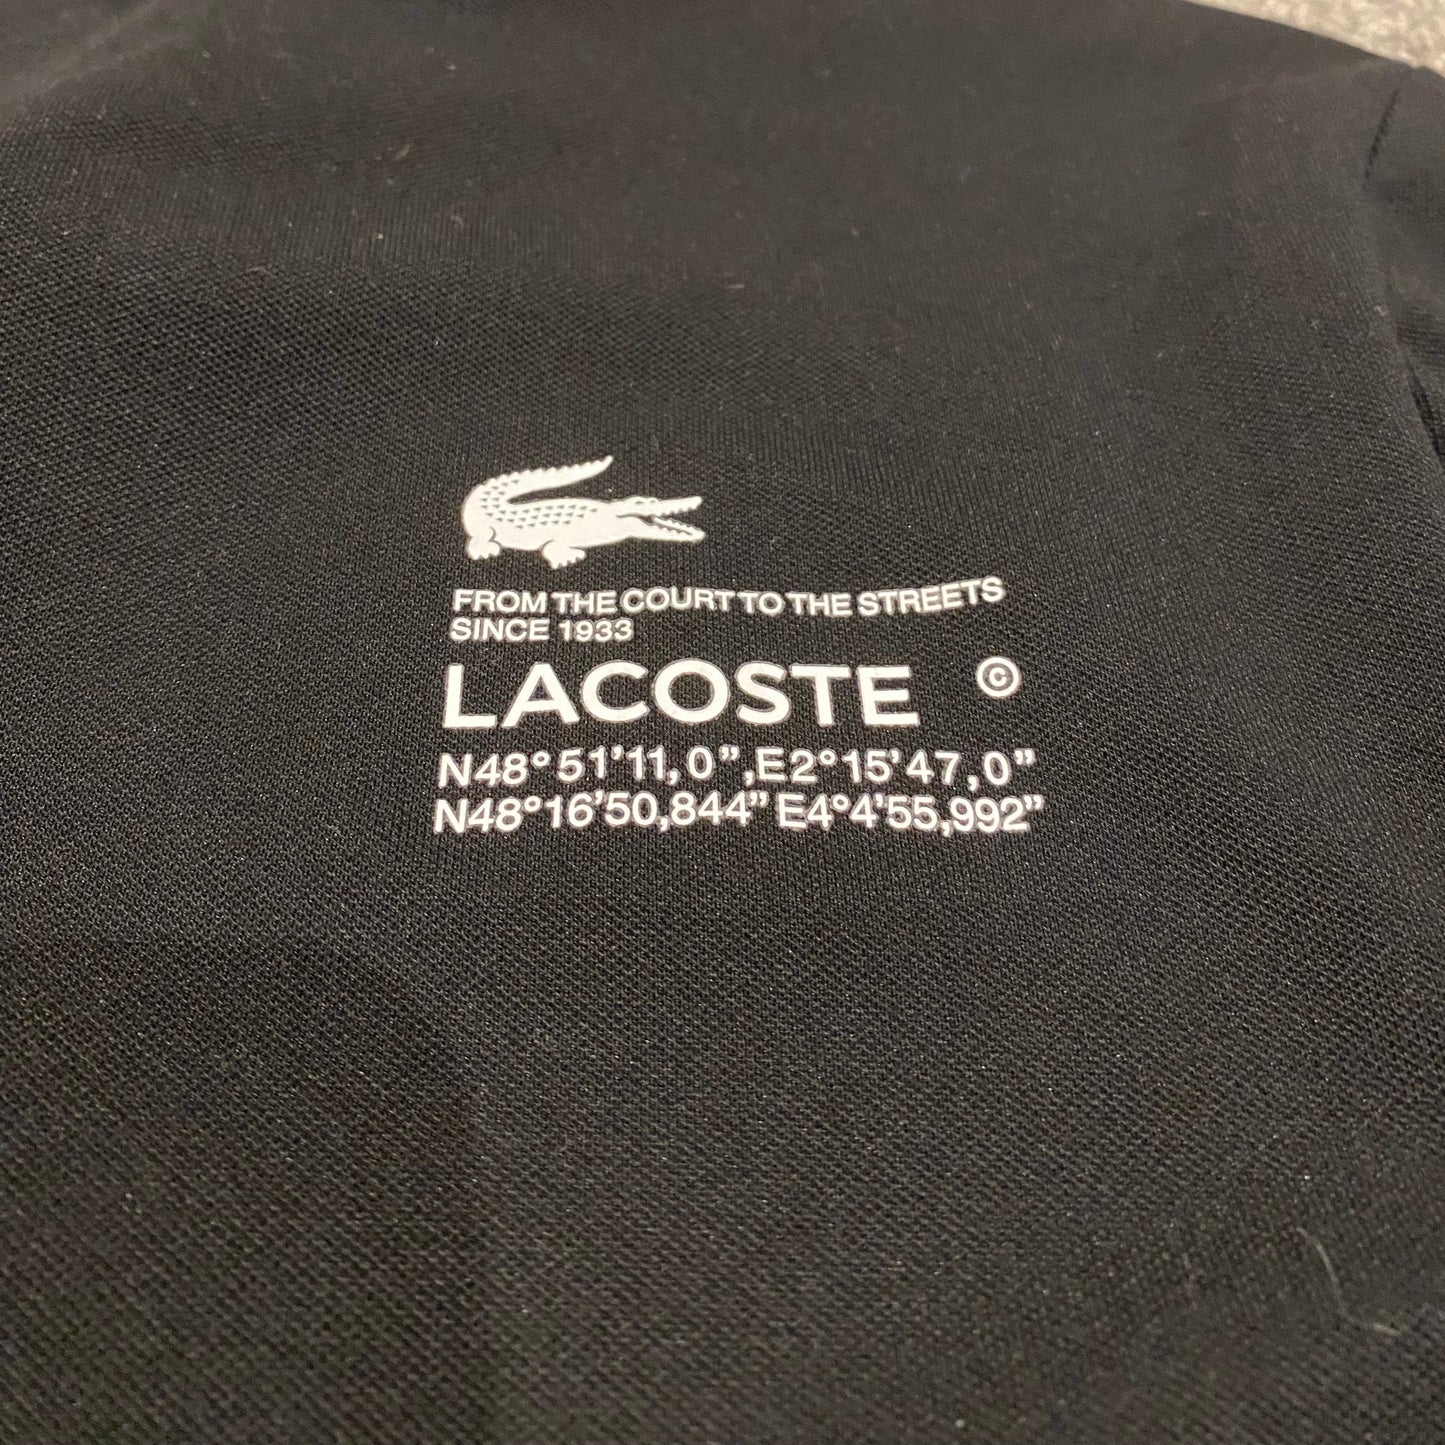 FROM THE COURT TO THE STREETS
SINCE 1933
LACOSTE ©
N48°51’11,0”,E2°15’47,0”
N48°16’50,844” E4°4’55,992”